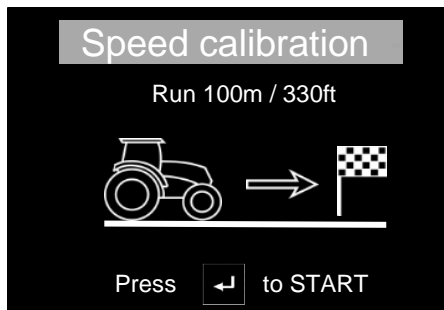 Speed calibration
Run 100m / 330ft
Press ↵ to START